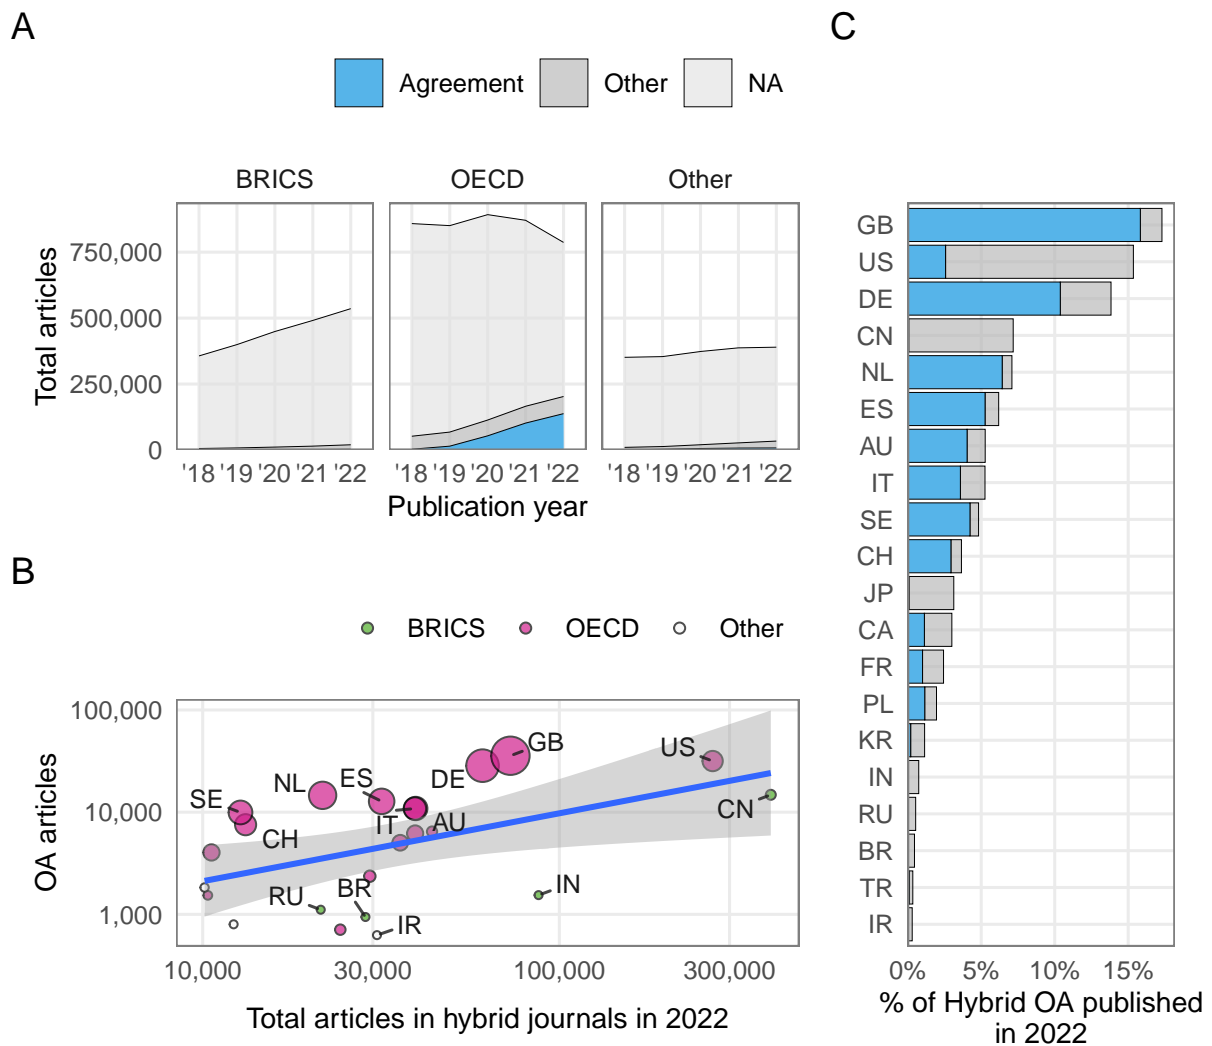 A
Agreement Other NA
BRICS OECD Other
Total articles
750,000
500,000
250,000
0
'18 '19 '20 '21 '22 '18 '19 '20 '21 '22 '18 '19 '20 '21 '22
Publication year
B
BRICS OECD Other
OA articles
100,000
10,000
1,000
GB
US
DE
NL
ES
SE
CN
IT
AU
CH
RU
BR
IN
IR
10,000 30,000 100,000 300,000
Total articles in hybrid journals in 2022
C
GB
US
DE
CN
NL
ES
AU
IT
SE
CH
JP
CA
FR
PL
KR
IN
RU
BR
TR
IR
0% 5% 10% 15%
% of Hybrid OA published
in 2022